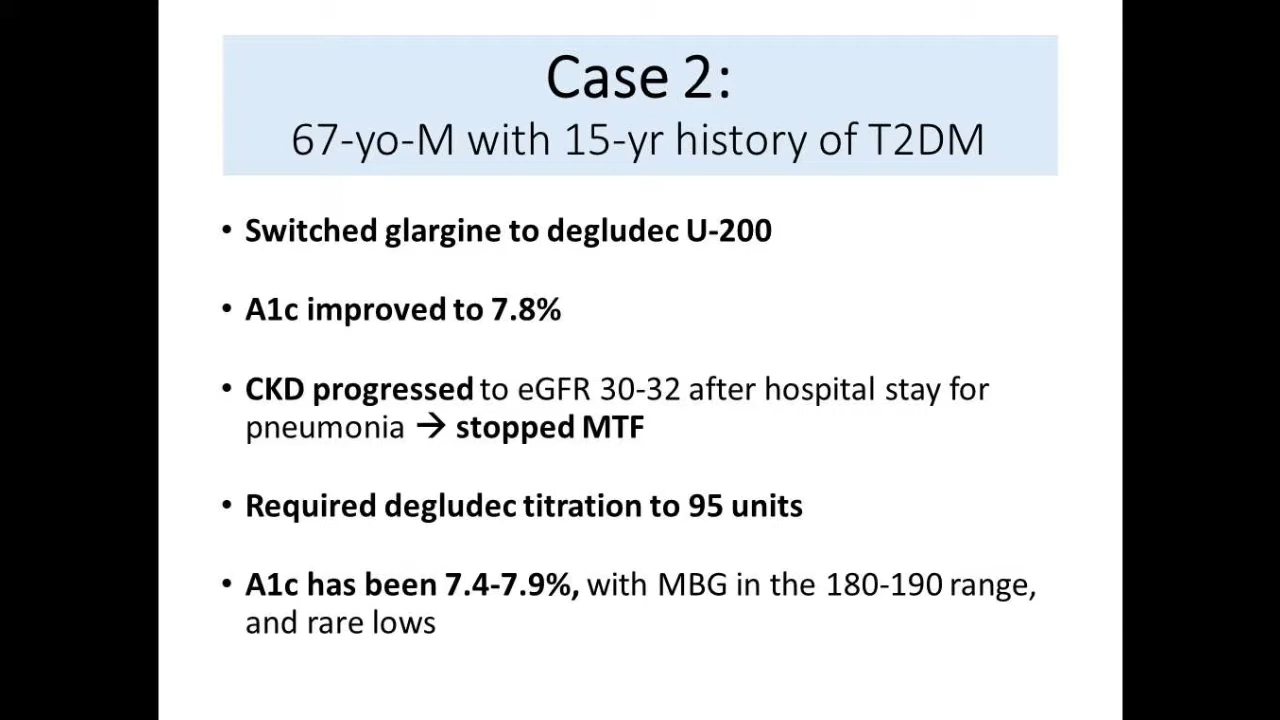 Case 2:
67-yo-M with 15-yr history of T2DM
• Switched glargine to degludec U-200
• A1c improved to 7.8%
• CKD progressed to eGFR 30-32 after hospital stay for
pneumonia → stopped MTF
• Required degludec titration to 95 units
• A1c has been 7.4-7.9%, with MBG in the 180-190 range,
and rare lows